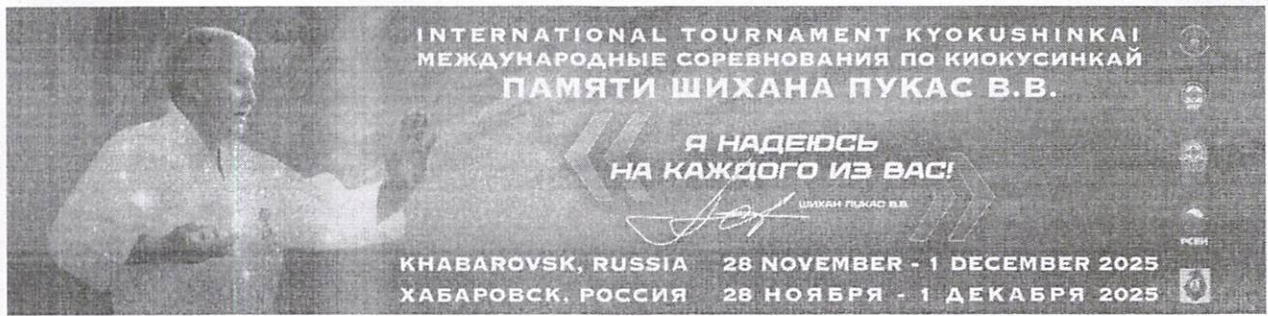 INTERNATIONAL TOURNAMENT KYOKUSHINKAI
МЕЖДУНАРОДНЫЕ СОРЕВНОВАНИЯ ПО КИОКУСИНКАЙ
ПАМЯТИ ШИХАНА ПУКАС В.В.
Я НАДЕЮСЬ
НА КАЖДОГО ИЗ ВАС!
ШИХАН ПУКАС В.В.
РСБИ
KHABAROVSK, RUSSIA 28 NOVEMBER - 1 DECEMBER 2025
ХАБАРОВСК, РОССИЯ 28 НОЯБРЯ - 1 ДЕКАБРЯ 2025